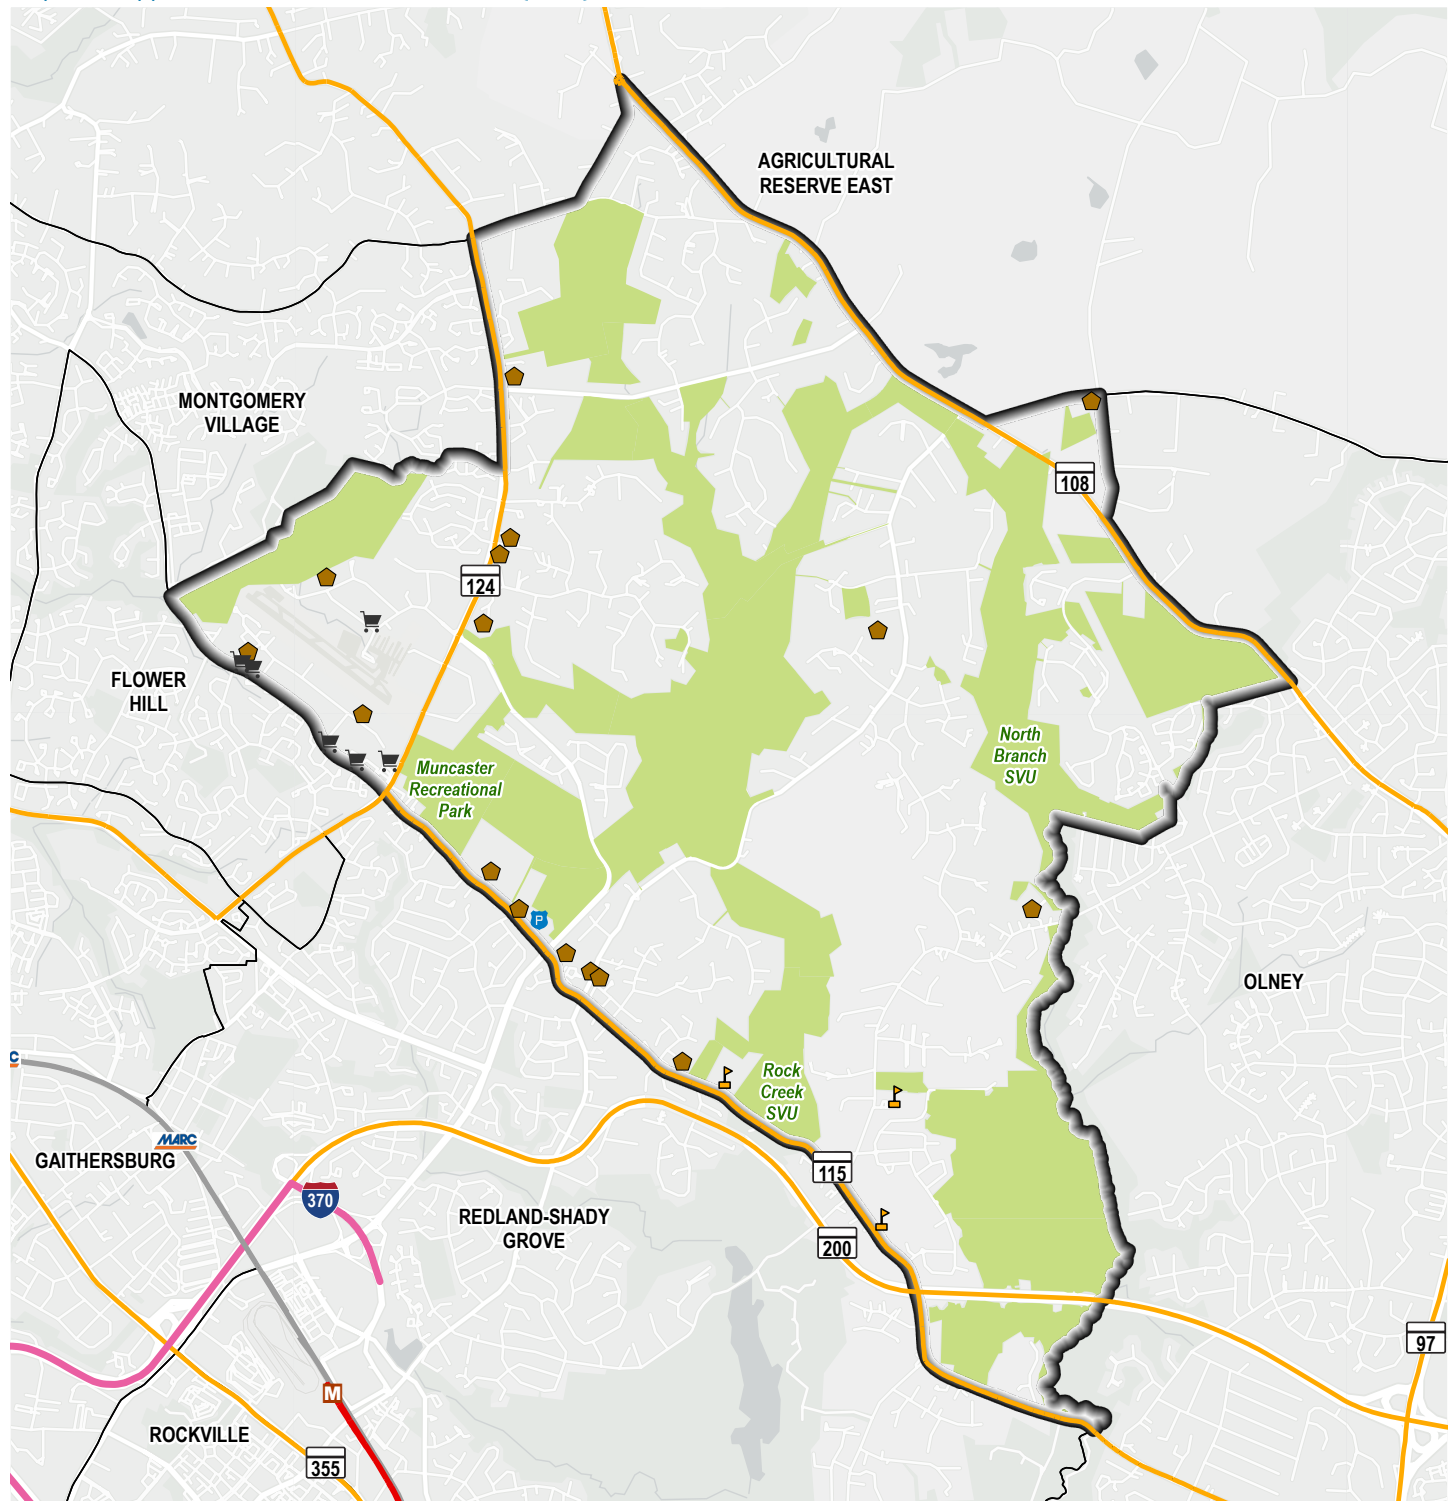 AGRICULTURAL
RESERVE EAST
MONTGOMERY
VILLAGE
108
124
FLOWER
HILL
North
Branch
SVU
Muncaster
Recreational
Park
P
OLNEY
C
Rock
Creek
SVU
MARC
GAITHERSBURG
115
370
REDLAND-SHADY
GROVE
200
97
M
ROCKVILLE
355